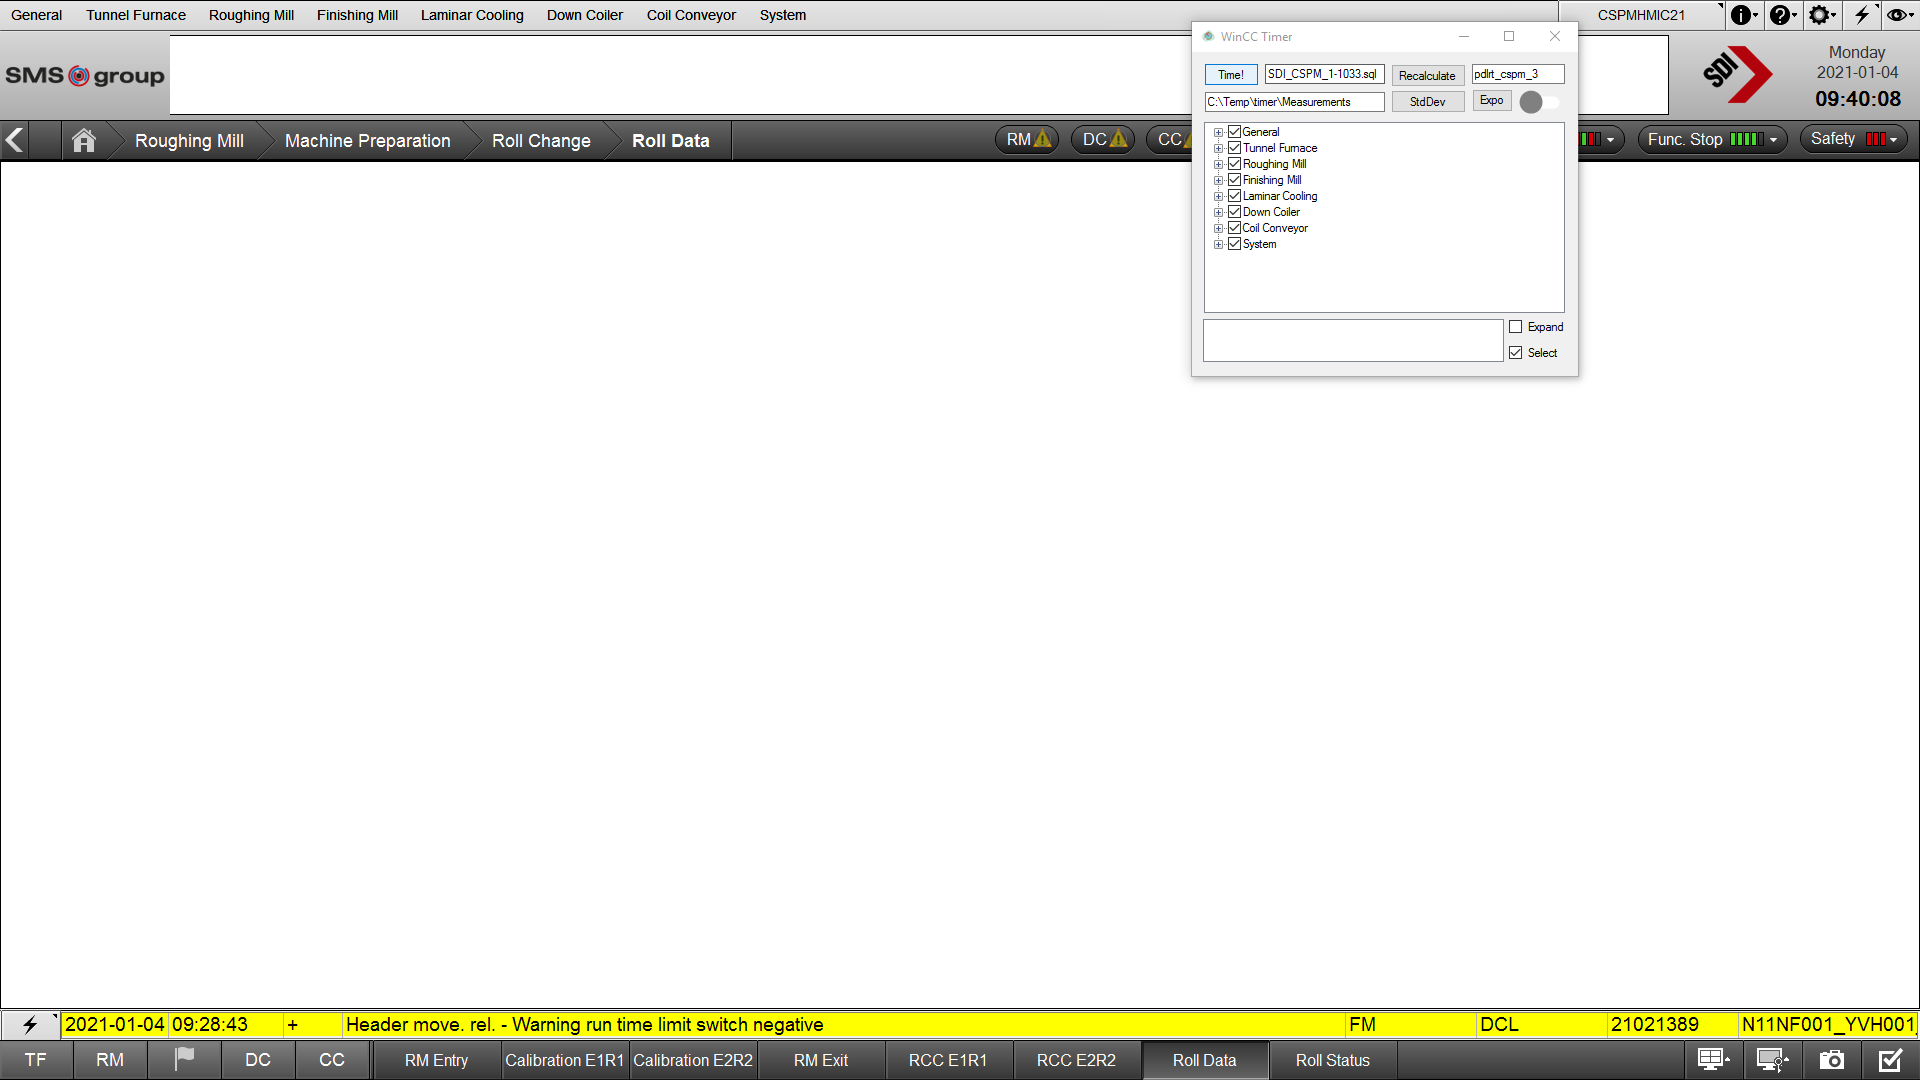 General Tunnel Furnace Roughing Mill Finishing Mill Laminar Cooling Down Coiler Coil Conveyor System CSPMHMIC21
WinCC Timer
SMS group
SDI
Monday
2021-01-04
09:40:08
Time! SDI_CSPM_1-1033.sql Recalculate pdlrt_cspm_3
C:\Temp\timer\Measurements StdDev Expo
Roughing Mill Machine Preparation Roll Change Roll Data RM DC CC Func. Stop Safety
General
Tunnel Furnace
Roughing Mill
Finishing Mill
Laminar Cooling
Down Coiler
Coil Conveyor
System
Expand
Select
2021-01-04 09:28:43 + Header move. rel. - Warning run time limit switch negative FM DCL 21021389 N11NF001_YVH001
TF RM DC CC RM Entry Calibration E1R1 Calibration E2R2 RM Exit RCC E1R1 RCC E2R2 Roll Data Roll Status